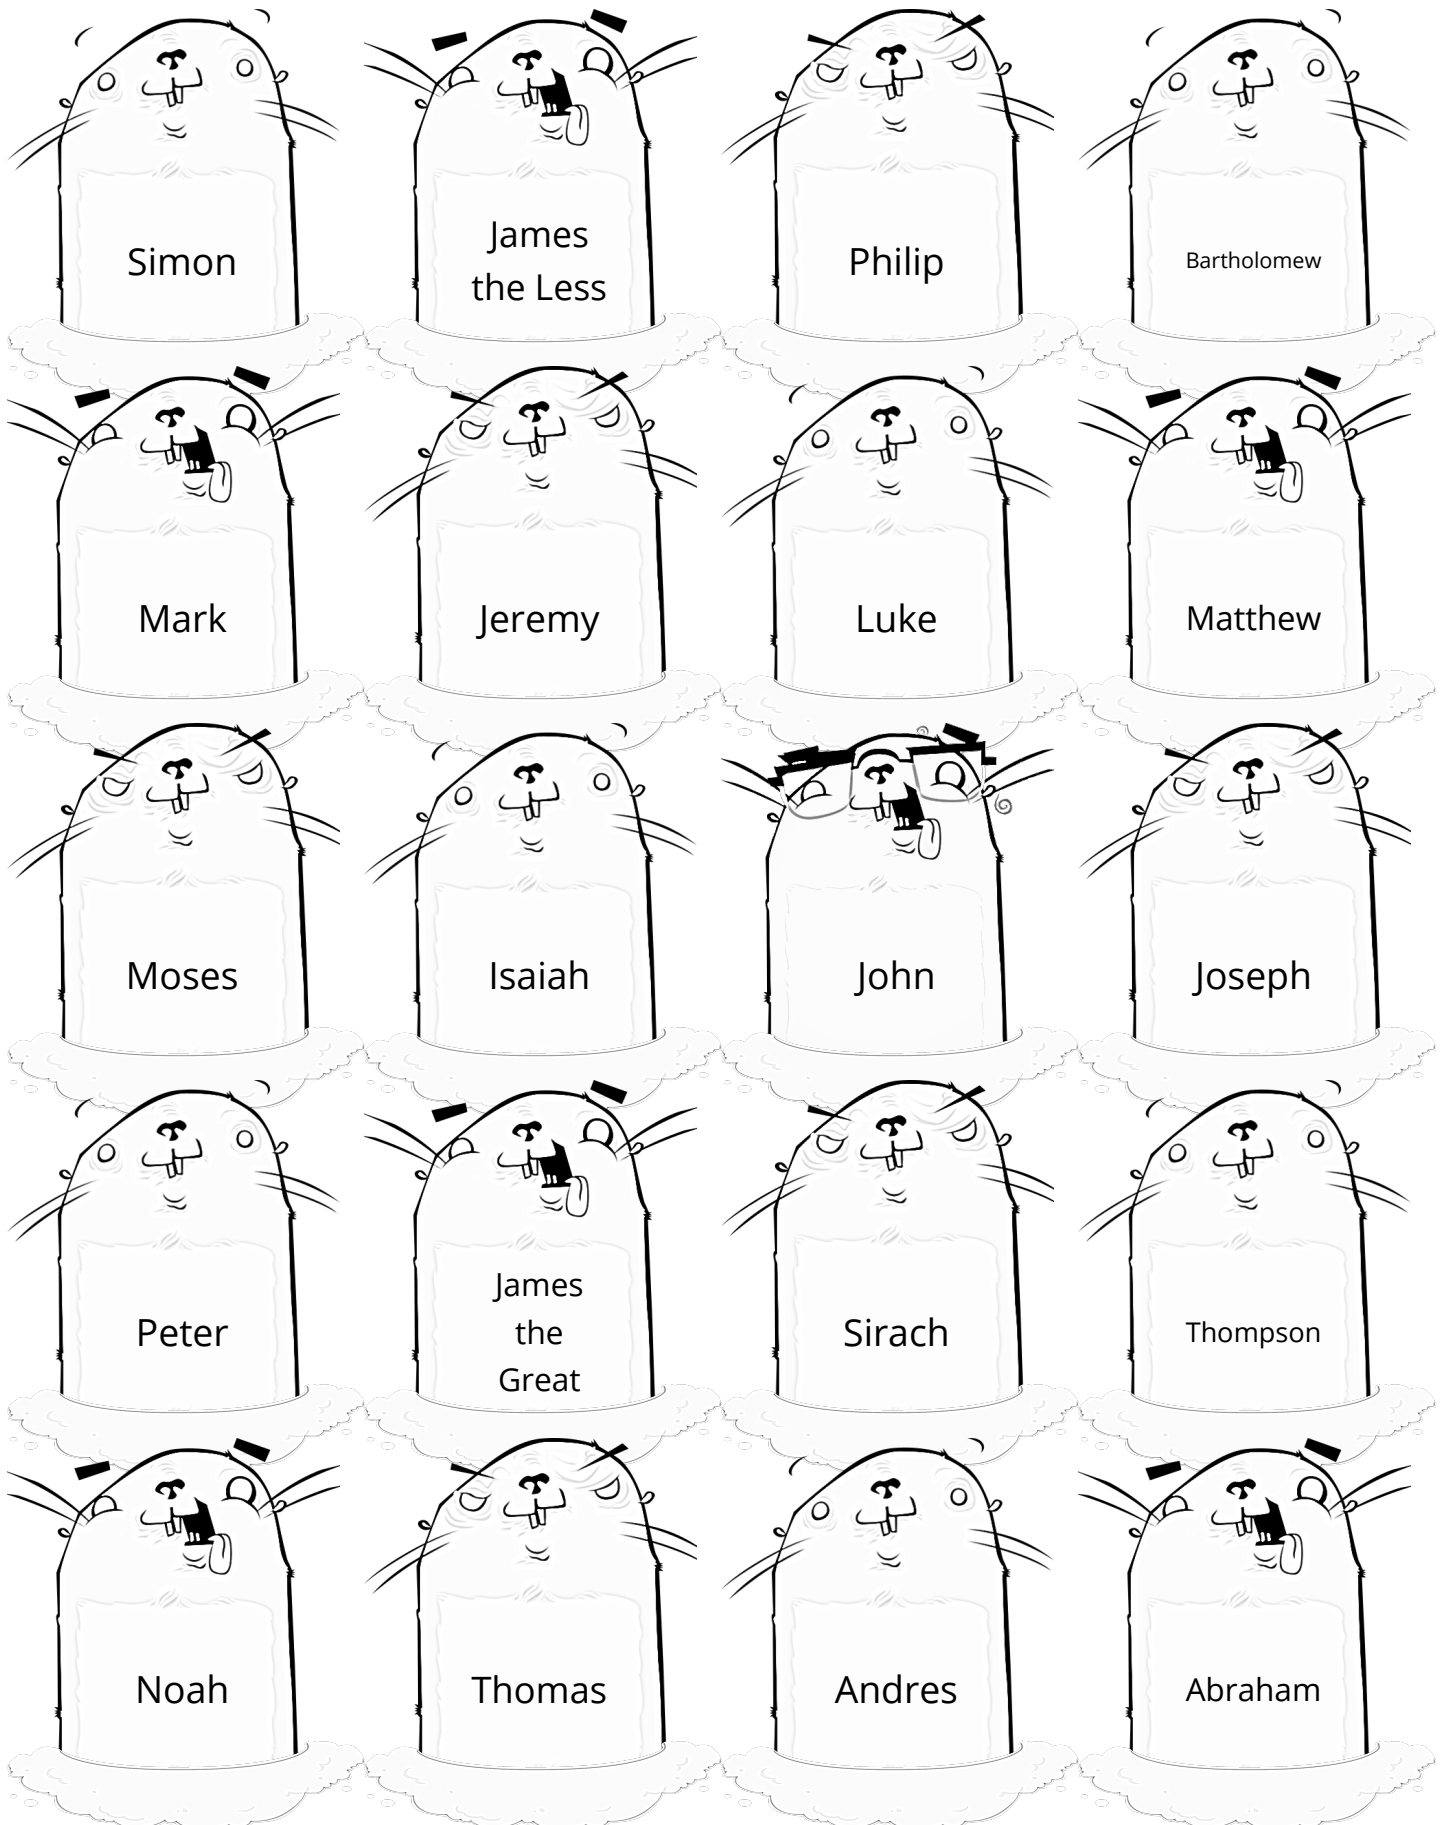 Simon
James
the Less
Philip
Bartholomew
Mark
Jeremy
Luke
Matthew
Moses
Isaiah
John
Joseph
Peter
James
the
Great
Sirach
Thompson
Noah
Thomas
Andres
Abraham